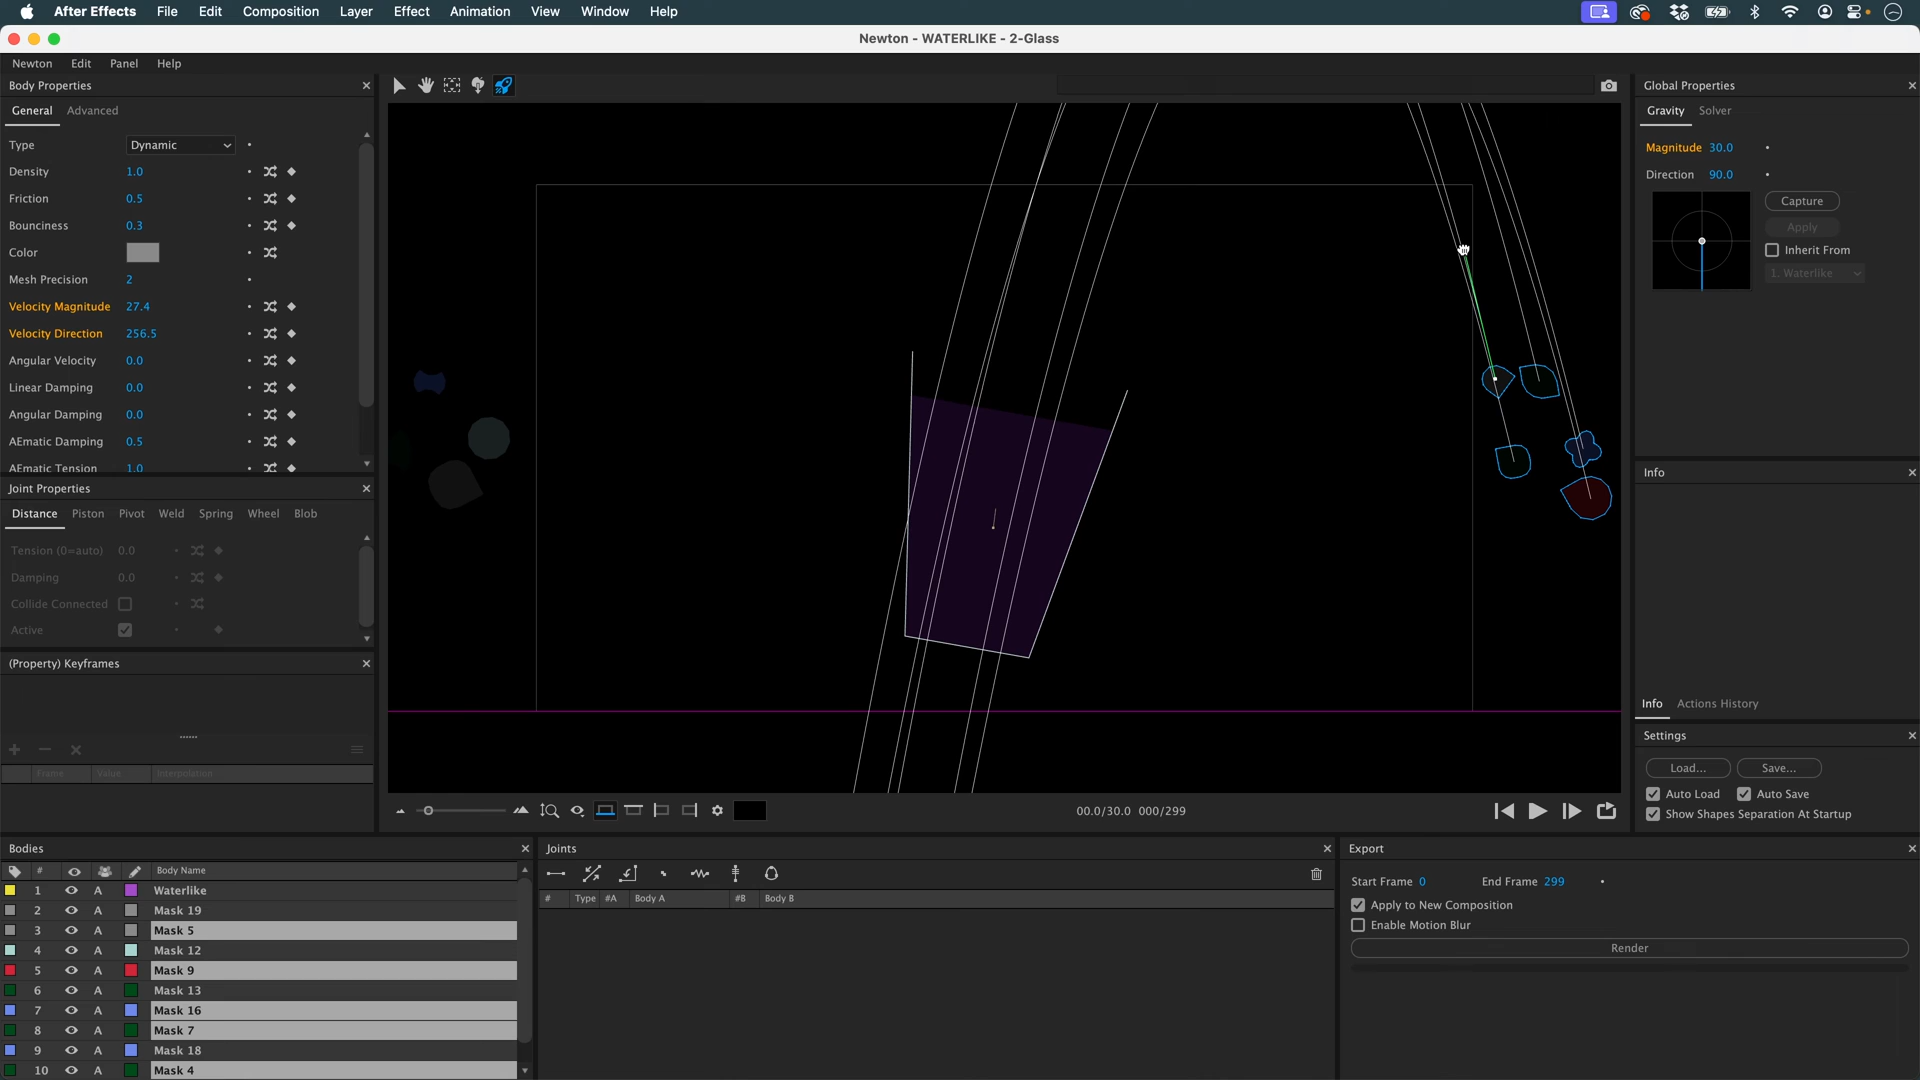 After Effects File Edit Composition Layer Effect Animation View Window Help
Newton - WATERLIKE - 2-Glass
Newton Edit Panel Help
Body Properties
General Advanced
Type Dynamic
Density 1.0
Friction 0.5
Bounciness 0.3
Color
Mesh Precision 2
Velocity Magnitude 27.4
Velocity Direction 256.5
Angular Velocity 0.0
Linear Damping 0.0
Angular Damping 0.0
AEmatic Damping 0.5
AEmatic Tension 1.0
Joint Properties
Distance Piston Pivot Weld Spring Wheel Blob
Tension (0=auto) 0.0
Damping 0.0
Collide Connected
Active
(Property) Keyframes
Frame Value Interpolation
00.0/30.0 000/299
Global Properties
Gravity Solver
Magnitude 30.0
Direction 90.0
Capture
Apply
Inherit From
1. Waterlike
Info
Info Actions History
Settings
Load... Save...
Auto Load Auto Save
Show Shapes Separation At Startup
Bodies
# Body Name
1 A Waterlike
2 A Mask 19
3 A Mask 5
4 A Mask 12
5 A Mask 9
6 A Mask 13
7 A Mask 16
8 A Mask 7
9 A Mask 18
10 A Mask 4
Joints
# Type #A Body A #B Body B
Export
Start Frame 0 End Frame 299
Apply to New Composition
Enable Motion Blur
Render